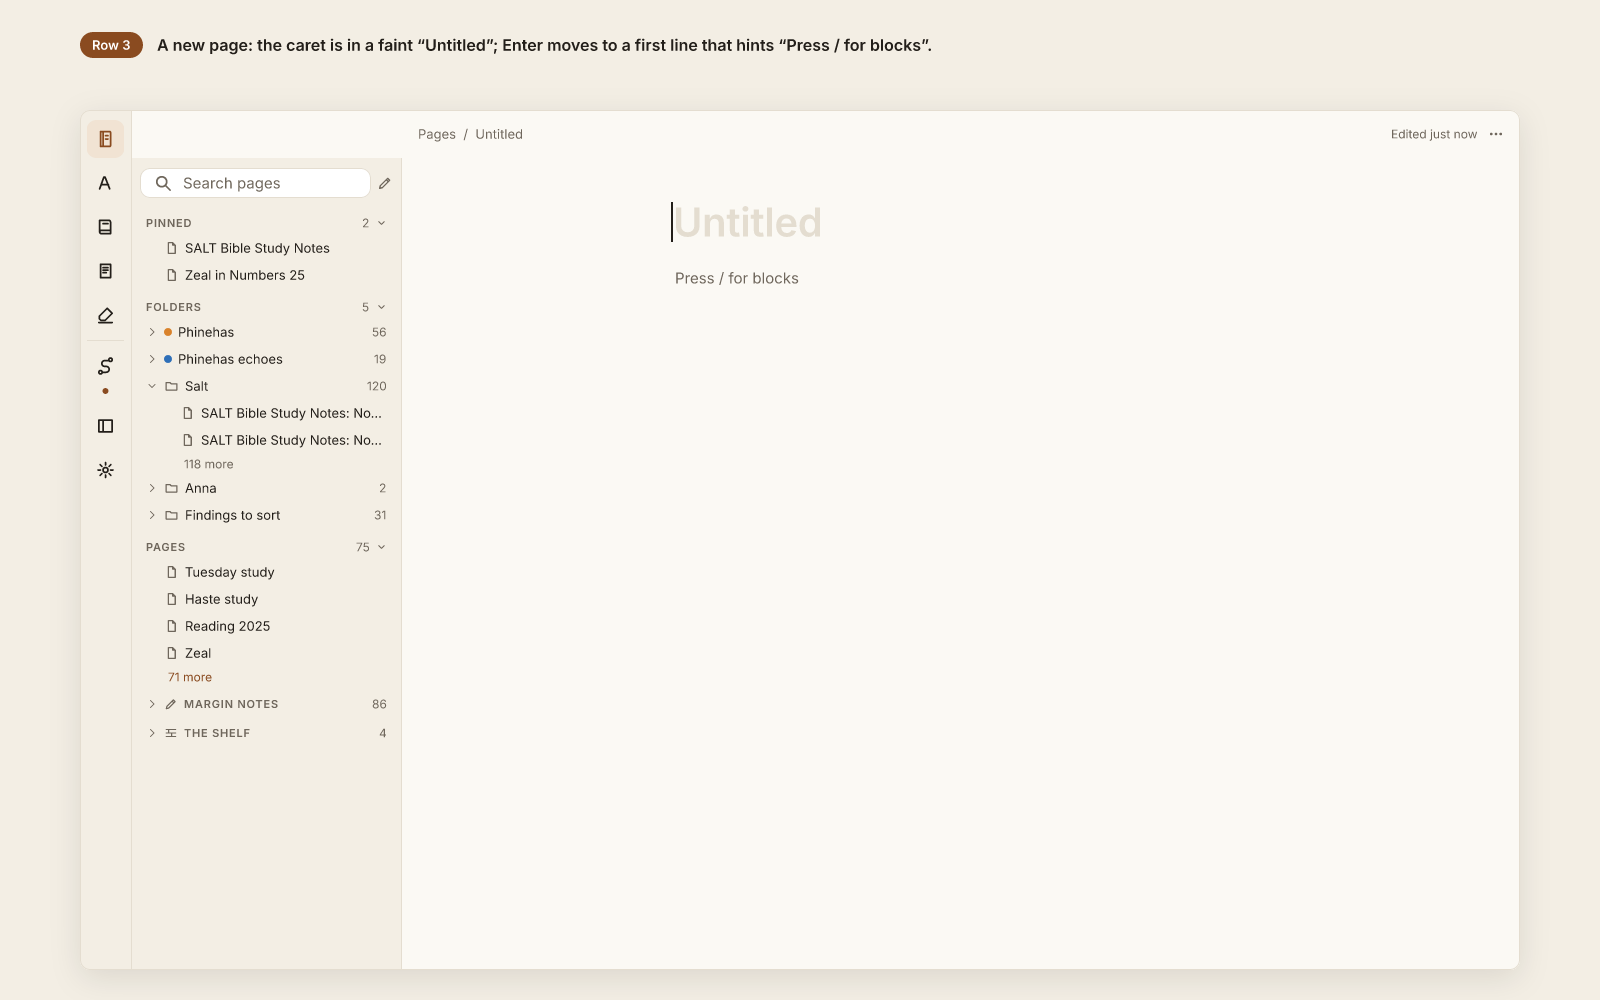 Row 3
A new page: the caret is in a faint “Untitled”; Enter moves to a first line that hints “Press / for blocks”.
Pages / Untitled
Edited just now
Search pages
PINNED 2
SALT Bible Study Notes
Zeal in Numbers 25
FOLDERS 5
Phinehas 56
Phinehas echoes 19
Salt 120
SALT Bible Study Notes: No...
SALT Bible Study Notes: No...
118 more
Anna 2
Findings to sort 31
PAGES 75
Tuesday study
Haste study
Reading 2025
Zeal
71 more
MARGIN NOTES 86
THE SHELF 4
Untitled
Press / for blocks